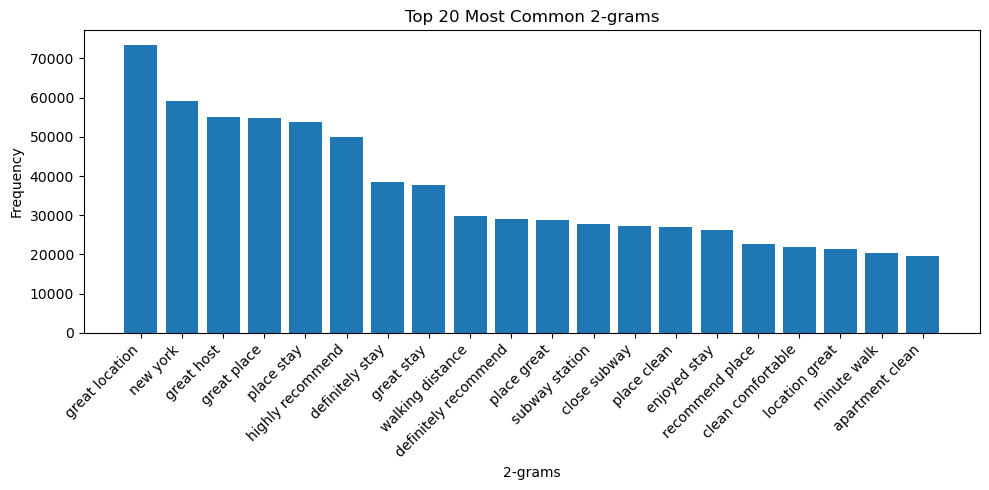 Top 20 Most Common 2-grams
Frequency
70000
60000
50000
40000
30000
20000
10000
0
great location
new york
great host
great place
place stay
highly recommend
definitely stay
great stay
walking distance
definitely recommend
place great
subway station
close subway
place clean
enjoyed stay
recommend place
clean comfortable
location great
minute walk
apartment clean
2-grams